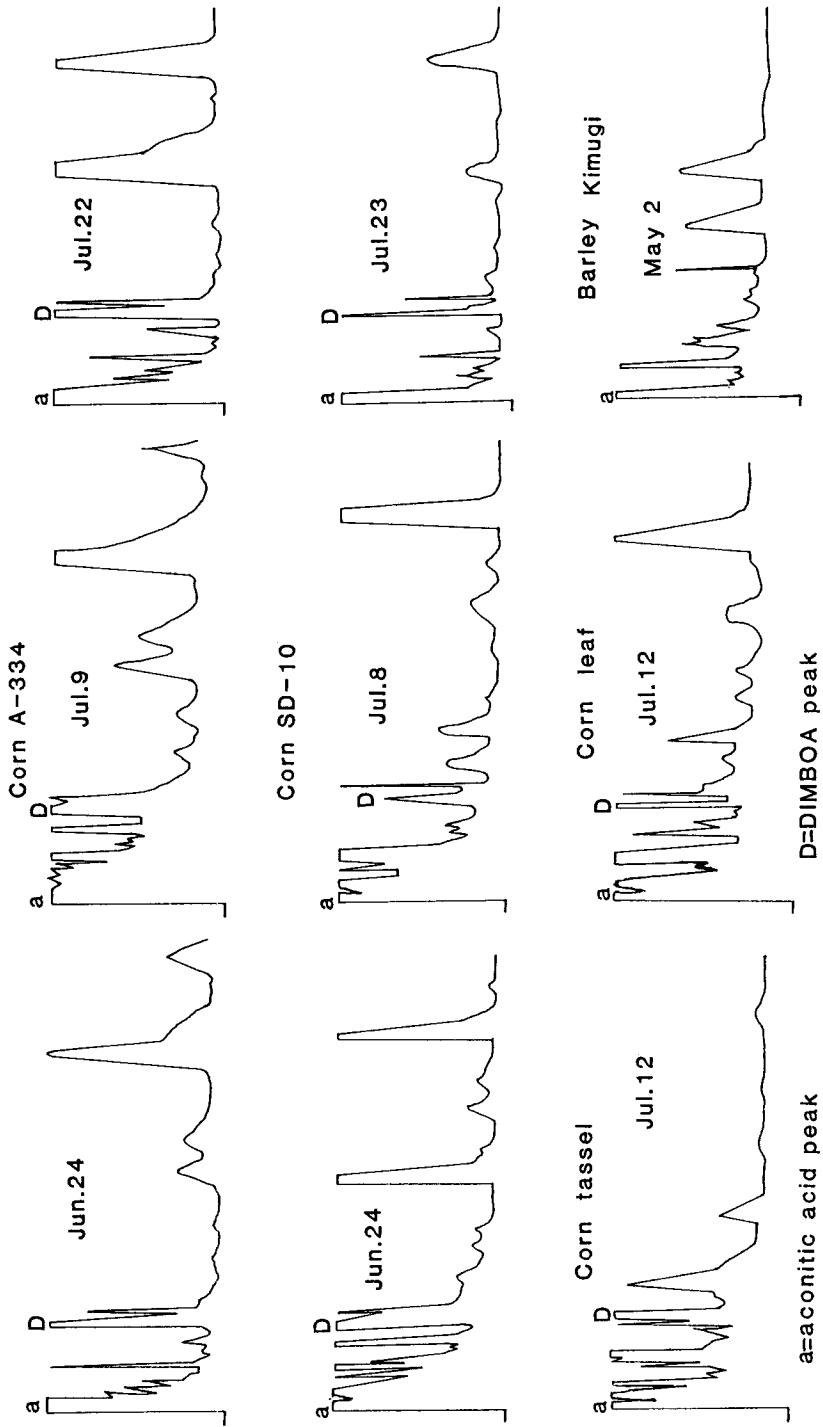 Corn A-334
Jun.24
Jul.9
Jul.22
a
D
a
D
a
D
Corn SD-10
Jun.24
Jul.8
Jul.23
a
D
a
D
a
D
Corn tassel
Jul.12
Corn leaf
Jul.12
Barley Kimugi
May 2
a
D
a
D
a
a=aconitic acid peak
D=DIMBOA peak